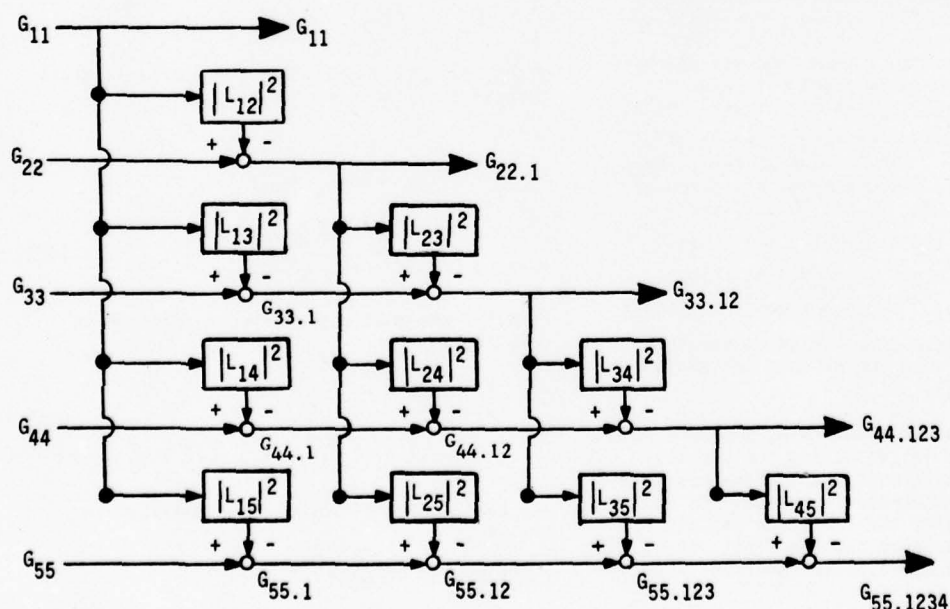 G11 G11
|L12|²
+ -
G22 G22.1
|L13|² |L23|²
+ - + -
G33 G33.1 G33.12
|L14|² |L24|² |L34|²
+ - + - + -
G44 G44.1 G44.12 G44.123
|L15|² |L25|² |L35|² |L45|²
+ - + - + - + -
G55 G55.1 G55.12 G55.123 G55.1234